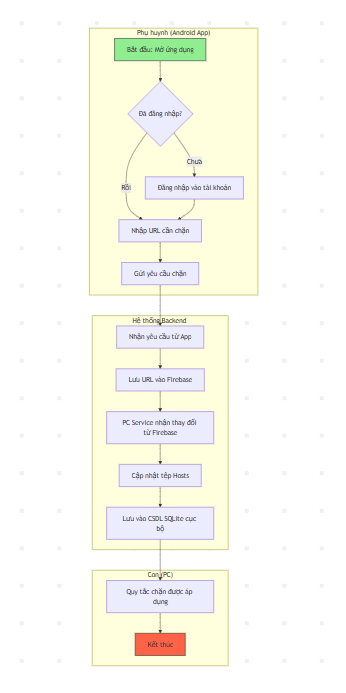 Phụ huynh (Android App)
Bắt đầu: Mở ứng dụng
Đã đăng nhập?
Chưa
Rồi
Đăng nhập vào tài khoản
Nhập URL cần chặn
Gửi yêu cầu chặn
Hệ thống Backend
Nhận yêu cầu từ App
Lưu URL vào Firebase
PC Service nhận thay đổi
từ Firebase
Cập nhật tệp Hosts
Lưu vào CSDL SQLite cục
bộ
Con (PC)
Quy tắc chặn được áp
dụng
Kết thúc